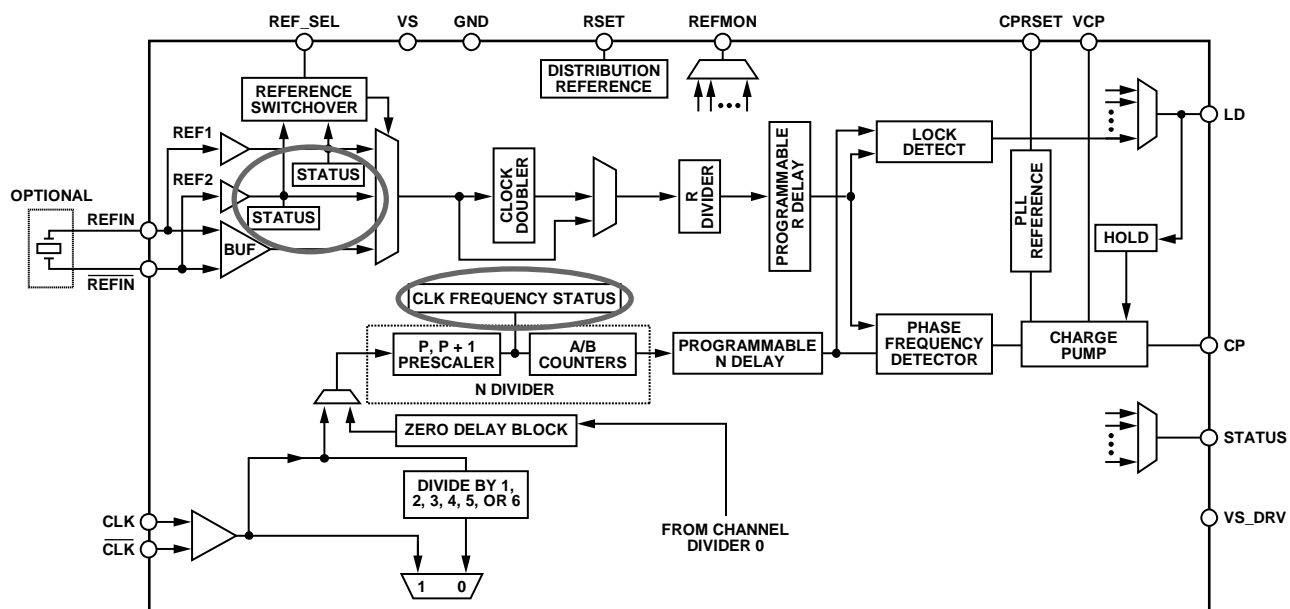 REF_SEL
VS
GND
RSET
REFMON
CPRSET
VCP
REFERENCE
SWITCHOVER
DISTRIBUTION
REFERENCE
REF1
REF2
STATUS
STATUS
BUF
OPTIONAL
REFIN
REFIN
CLOCK
DOUBLER
R
DIVIDER
PROGRAMMABLE
R DELAY
LOCK
DETECT
PLL
REFERENCE
LD
HOLD
CLK FREQUENCY STATUS
P, P + 1
PRESCALER
A/B
COUNTERS
N DIVIDER
PROGRAMMABLE
N DELAY
PHASE
FREQUENCY
DETECTOR
CHARGE
PUMP
CP
ZERO DELAY BLOCK
STATUS
DIVIDE BY 1,
2, 3, 4, 5, OR 6
CLK
CLK
FROM CHANNEL
DIVIDER 0
VS_DRV
1 0